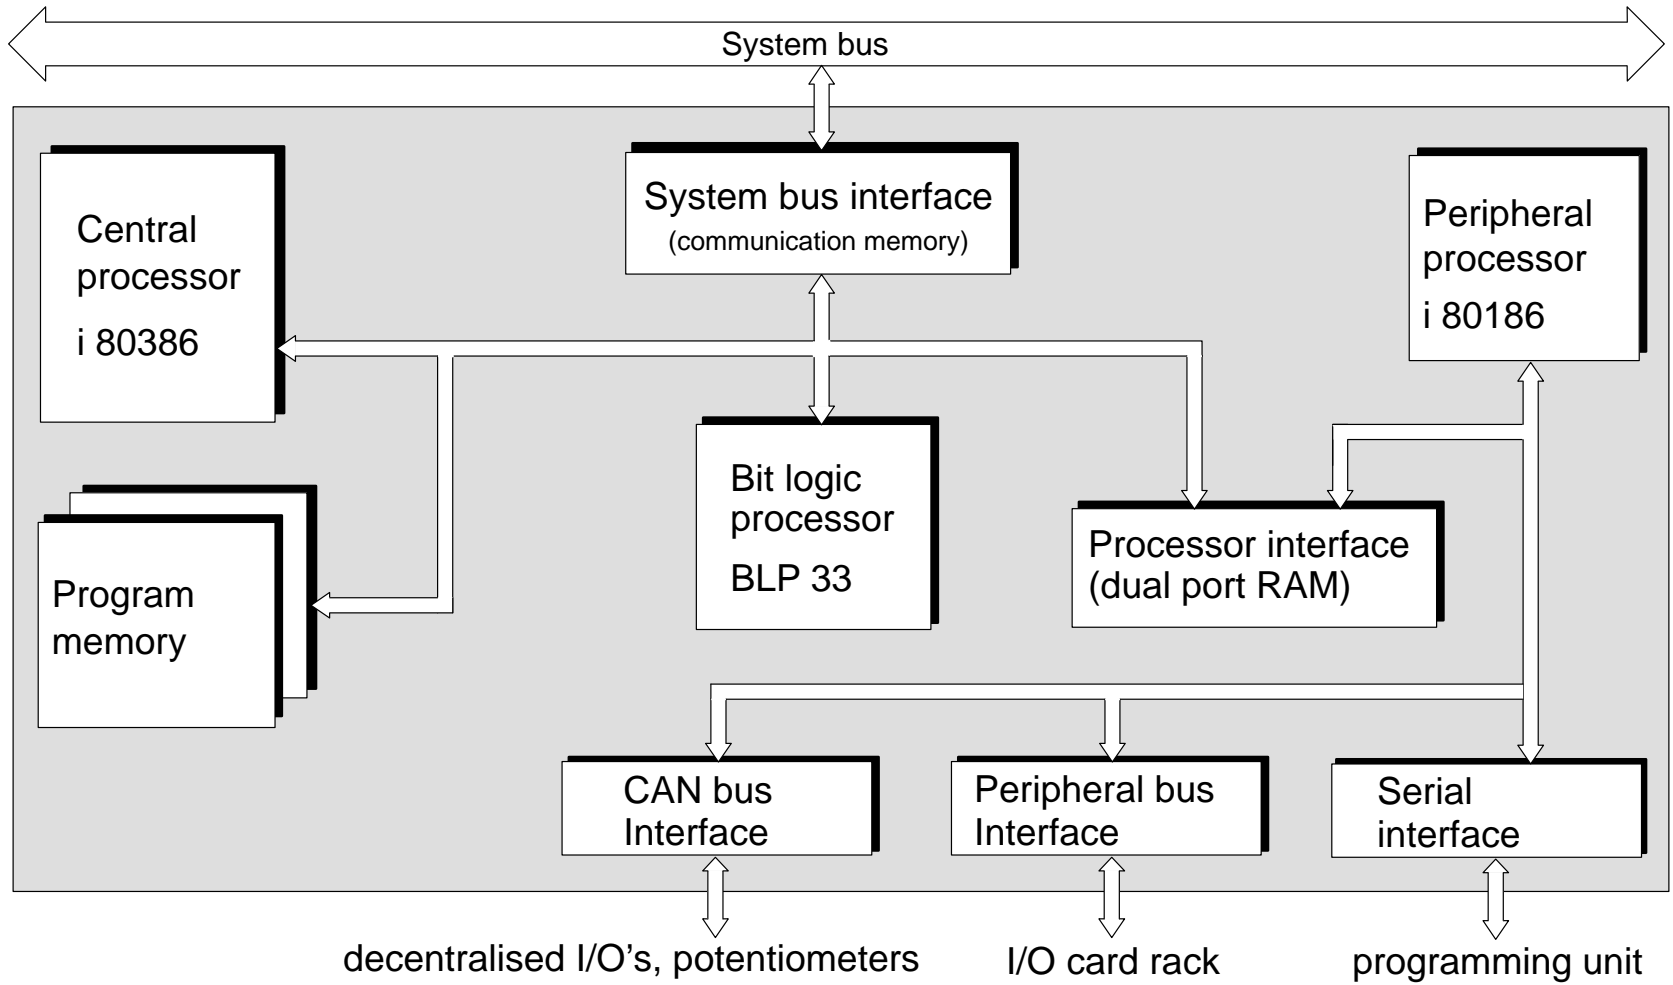 System bus
Central
processor
i 80386
System bus interface
(communication memory)
Peripheral
processor
i 80186
Program
memory
Bit logic
processor
BLP 33
Processor interface
(dual port RAM)
CAN bus
Interface
Peripheral bus
Interface
Serial
interface
decentralised I/O's, potentiometers
I/O card rack
programming unit